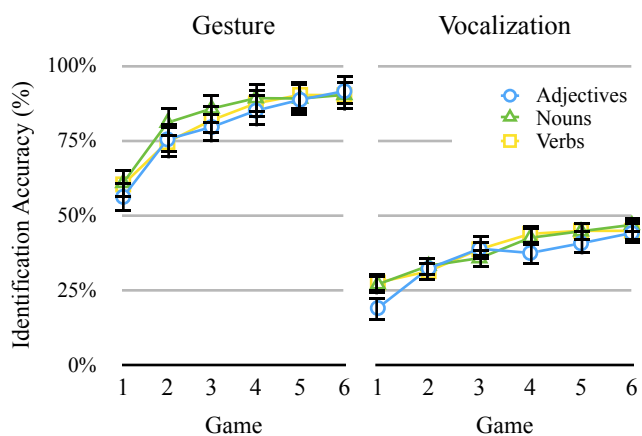 Gesture
Vocalization
Identification Accuracy (%)
100%
75%
50%
25%
0%
Adjectives
Nouns
Verbs
1 2 3 4 5 6
1 2 3 4 5 6
Game
Game